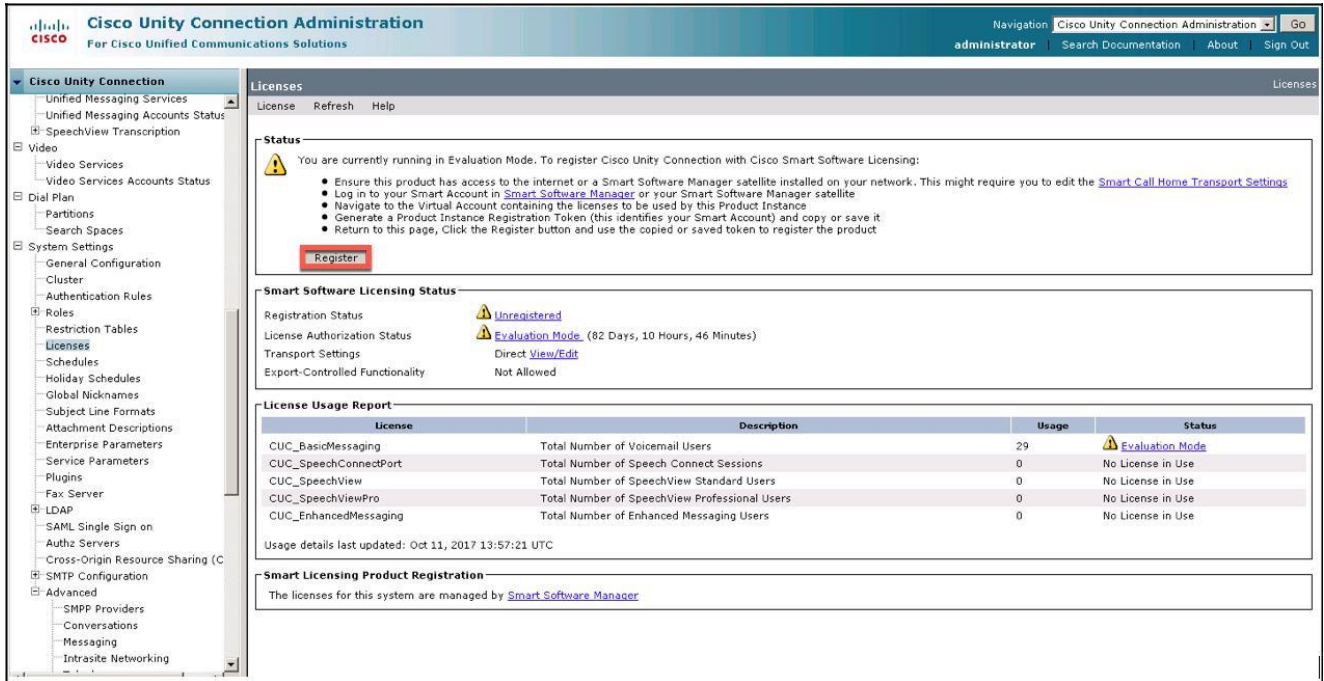 CISCO
Cisco Unity Connection Administration
For Cisco Unified Communications Solutions
Navigation Cisco Unity Connection Administration Go
administrator | Search Documentation | About | Sign Out
Cisco Unity Connection
Unified Messaging Services
Unified Messaging Accounts Status
SpeechView Transcription
Video
Video Services
Video Services Accounts Status
Dial Plan
Partitions
Search Spaces
System Settings
General Configuration
Cluster
Authentication Rules
Roles
Restriction Tables
Licenses
Schedules
Holiday Schedules
Global Nicknames
Subject Line Formats
Attachment Descriptions
Enterprise Parameters
Service Parameters
Plugins
Fax Server
LDAP
SAML Single Sign on
Authz Servers
Cross-Origin Resource Sharing (C
SMTP Configuration
Advanced
SMPP Providers
Conversations
Messaging
Intrasite Networking
Licenses
Licenses
License Refresh Help
Status
You are currently running in Evaluation Mode. To register Cisco Unity Connection with Cisco Smart Software Licensing:
• Ensure this product has access to the internet or a Smart Software Manager satellite installed on your network. This might require you to edit the Smart Call Home Transport Settings
• Log in to your Smart Account in Smart Software Manager or your Smart Software Manager satellite
• Navigate to the Virtual Account containing the licenses to be used by this Product Instance
• Generate a Product Instance Registration Token (this identifies your Smart Account) and copy or save it
• Return to this page, Click the Register button and use the copied or saved token to register the product
Register
Smart Software Licensing Status
Registration Status Unregistered
License Authorization Status Evaluation Mode (82 Days, 10 Hours, 46 Minutes)
Transport Settings Direct View/Edit
Export-Controlled Functionality Not Allowed
License Usage Report
License Description Usage Status
CUC_BasicMessaging Total Number of Voicemail Users 29 Evaluation Mode
CUC_SpeechConnectPort Total Number of Speech Connect Sessions 0 No License in Use
CUC_SpeechView Total Number of SpeechView Standard Users 0 No License in Use
CUC_SpeechViewPro Total Number of SpeechView Professional Users 0 No License in Use
CUC_EnhancedMessaging Total Number of Enhanced Messaging Users 0 No License in Use
Usage details last updated: Oct 11, 2017 13:57:21 UTC
Smart Licensing Product Registration
The licenses for this system are managed by Smart Software Manager